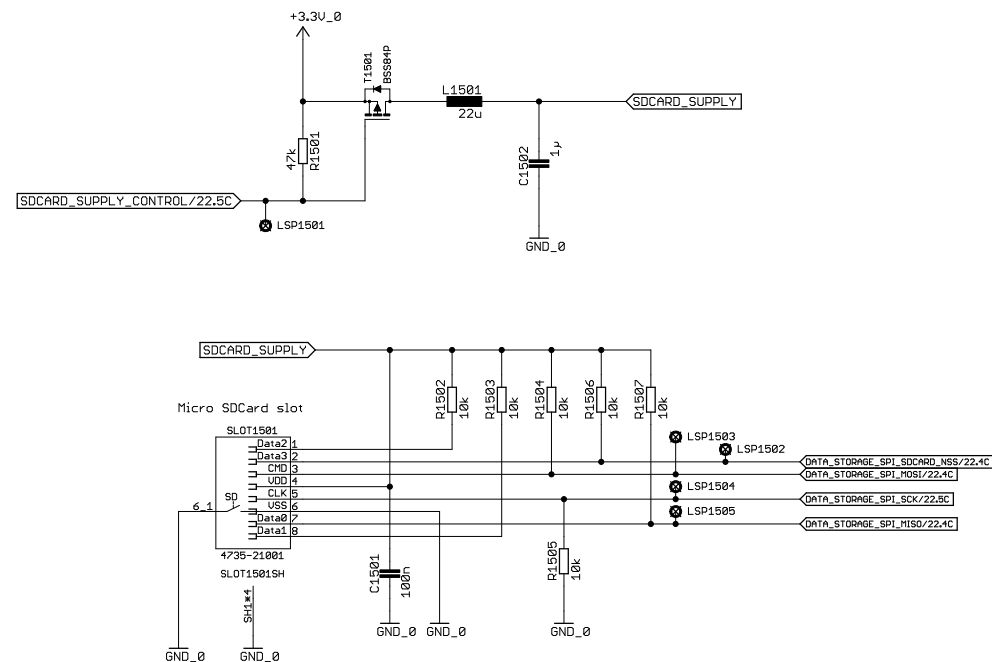 +3.3V_0
T1501
BSS84P
L1501
22u
SDCARD_SUPPLY
47k
R1501
C1502
1µ
SDCARD_SUPPLY_CONTROL/22.5C
LSP1501
GND_0
SDCARD_SUPPLY
R1502
10k
R1503
10k
R1504
10k
R1506
10k
R1507
10k
Micro SDCard slot
SLOT1501
LSP1503
LSP1502
Data2 1
Data3 2
DATA_STORAGE_SPI_SDCARD_NSS/22.4C
CMD 3
DATA_STORAGE_SPI_MOSI/22.4C
VDD 4
LSP1504
CLK 5
DATA_STORAGE_SPI_SCK/22.5C
SD
6_1
VSS 6
LSP1505
Data0 7
DATA_STORAGE_SPI_MISO/22.4C
Data1 8
4735-21001
SLOT1501SH
SH1*4
C1501
100n
R1505
10k
GND_0
GND_0
GND_0
GND_0
GND_0